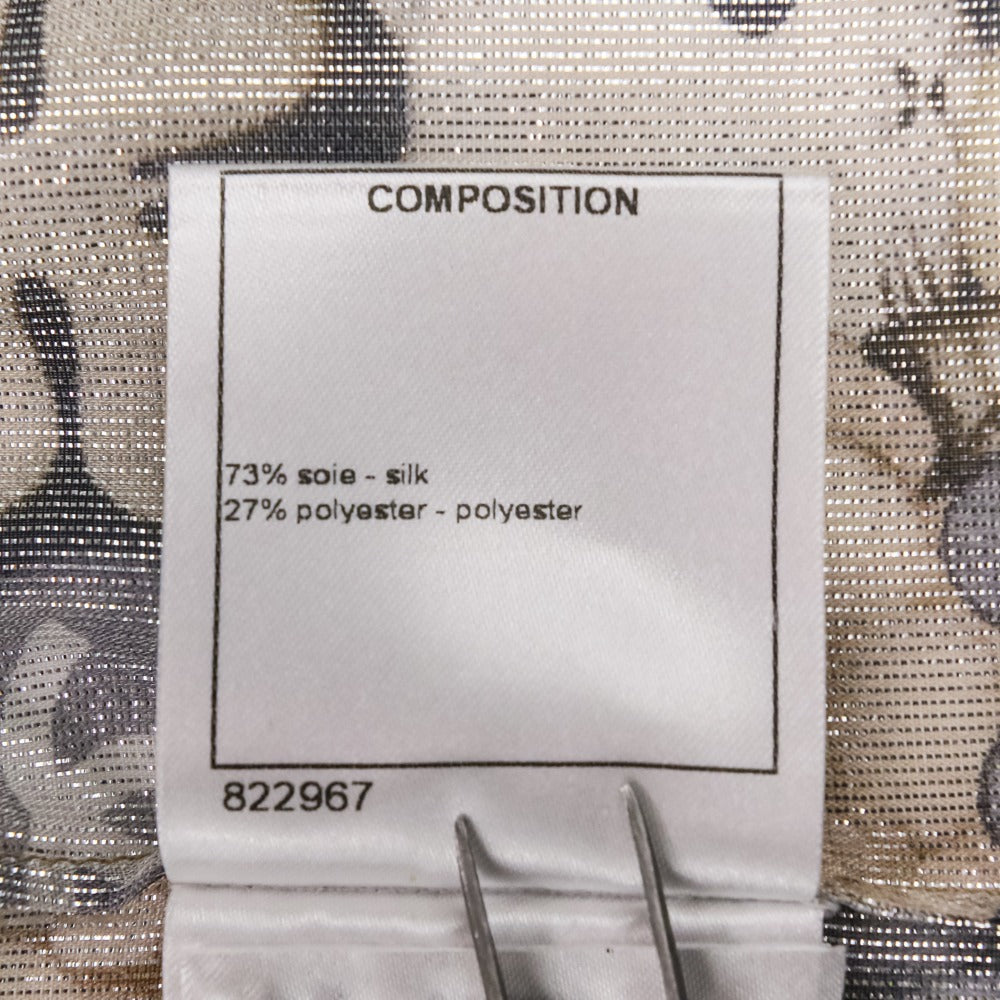 COMPOSITION
73% soie - silk
27% polyester - polyester
822967